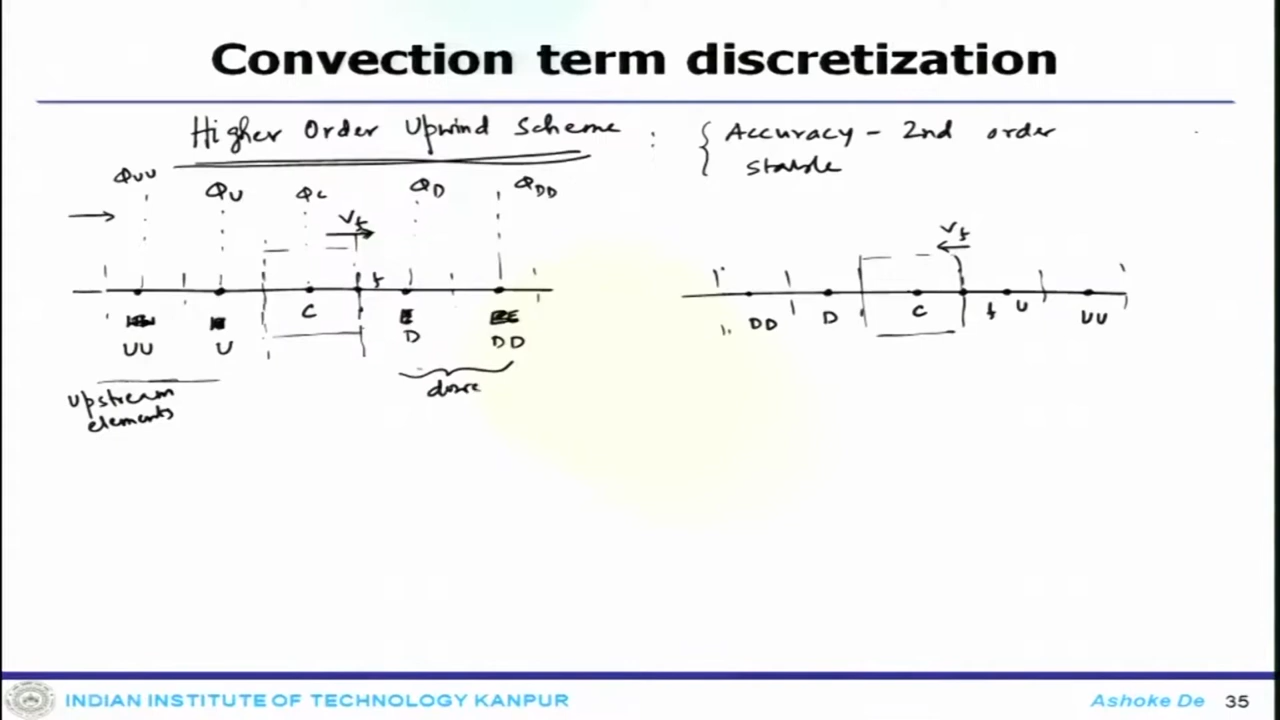 Convection term discretization
Higher Order Upwind Scheme : { Accuracy - 2nd order
Stable
φUU φU φC φD φDD
Vf
f
C
UU U D DD
Upstream
elements
Vf
DD D C f U UU
INDIAN INSTITUTE OF TECHNOLOGY KANPUR
Ashoke De 35